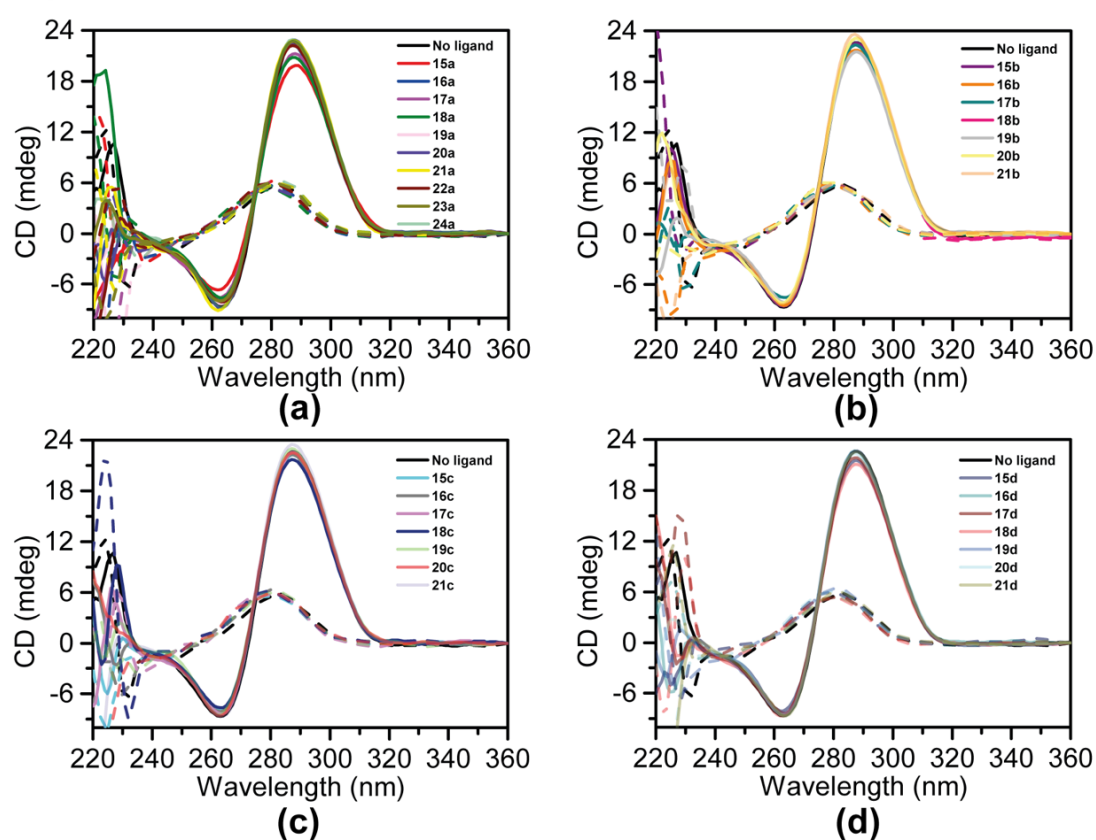 24
18
12
6
0
-6
CD (mdeg)
220 240 260 280 300 320 340 360
Wavelength (nm)
No ligand
15a
16a
17a
18a
19a
20a
21a
22a
23a
24a
(a)
24
18
12
6
0
-6
CD (mdeg)
220 240 260 280 300 320 340 360
Wavelength (nm)
No ligand
15b
16b
17b
18b
19b
20b
21b
(b)
24
18
12
6
0
-6
CD (mdeg)
220 240 260 280 300 320 340 360
Wavelength (nm)
No ligand
15c
16c
17c
18c
19c
20c
21c
(c)
24
18
12
6
0
-6
CD (mdeg)
220 240 260 280 300 320 340 360
Wavelength (nm)
No ligand
15d
16d
17d
18d
19d
20d
21d
(d)